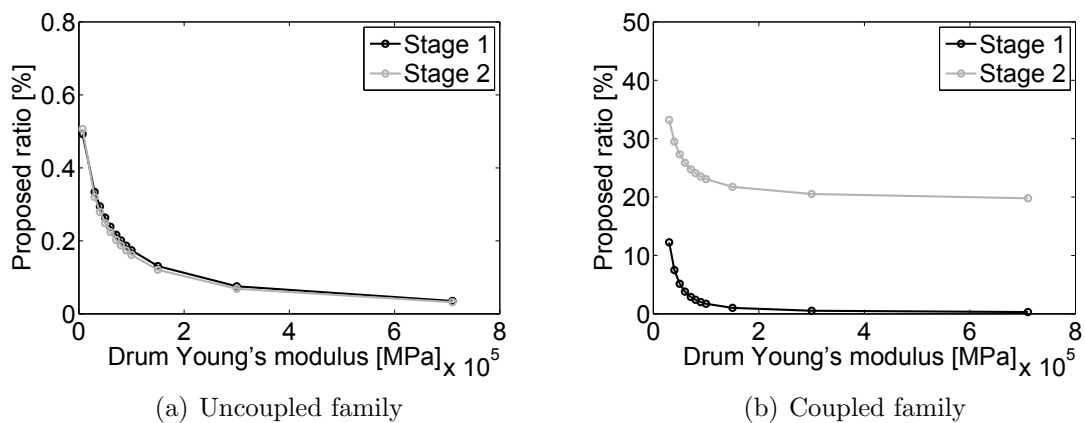 0.8
0.6
0.4
0.2
0
Proposed ratio [%]
Stage 1
Stage 2
0 2 4 6 8
Drum Young's modulus [MPa] x 10^5
(a) Uncoupled family
50
40
30
20
10
0
Proposed ratio [%]
Stage 1
Stage 2
0 2 4 6 8
Drum Young's modulus [MPa] x 10^5
(b) Coupled family